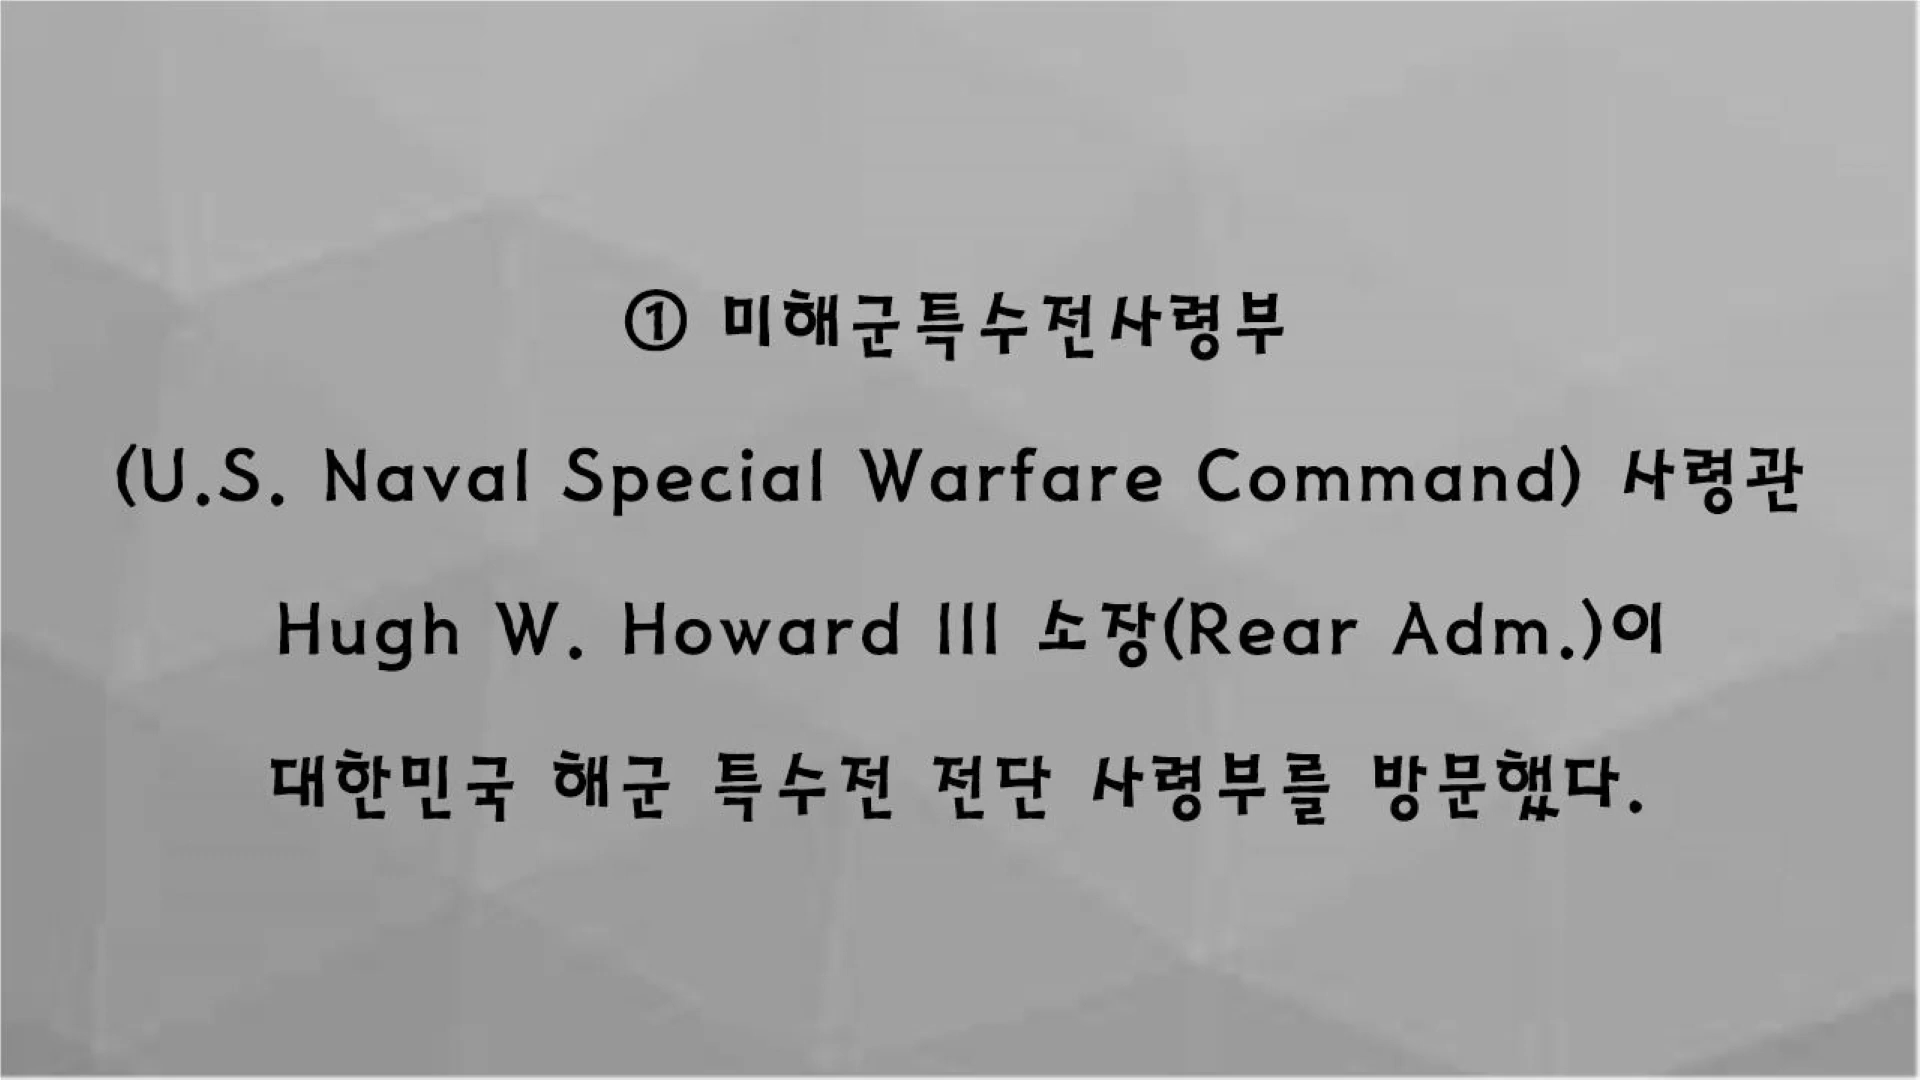 ① 미해군특수전사령부
(U.S. Naval Special Warfare Command) 사령관
Hugh W. Howard III 소장(Rear Adm.)이
대한민국 해군 특수전 전단 사령부를 방문했다.